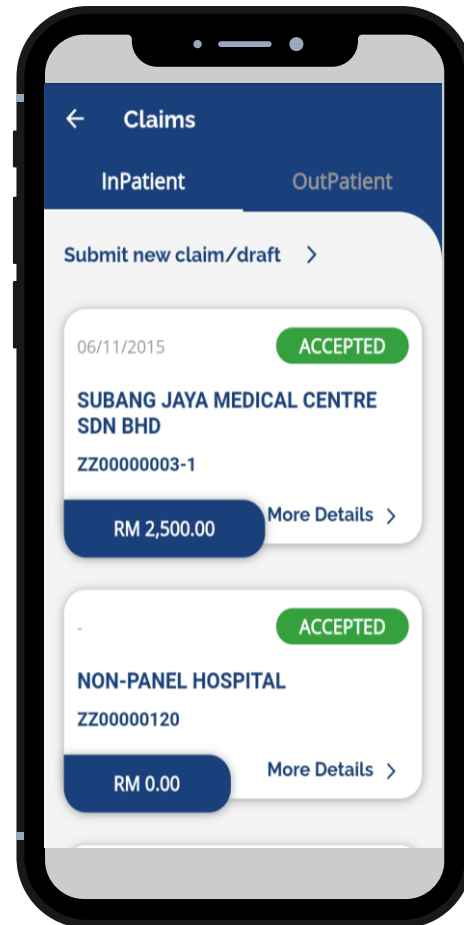 Claims
InPatient OutPatient
Submit new claim/draft
06/11/2015 ACCEPTED
SUBANG JAYA MEDICAL CENTRE
SDN BHD
ZZ00000003-1
RM 2,500.00 More Details
- ACCEPTED
NON-PANEL HOSPITAL
ZZ00000120
RM 0.00 More Details